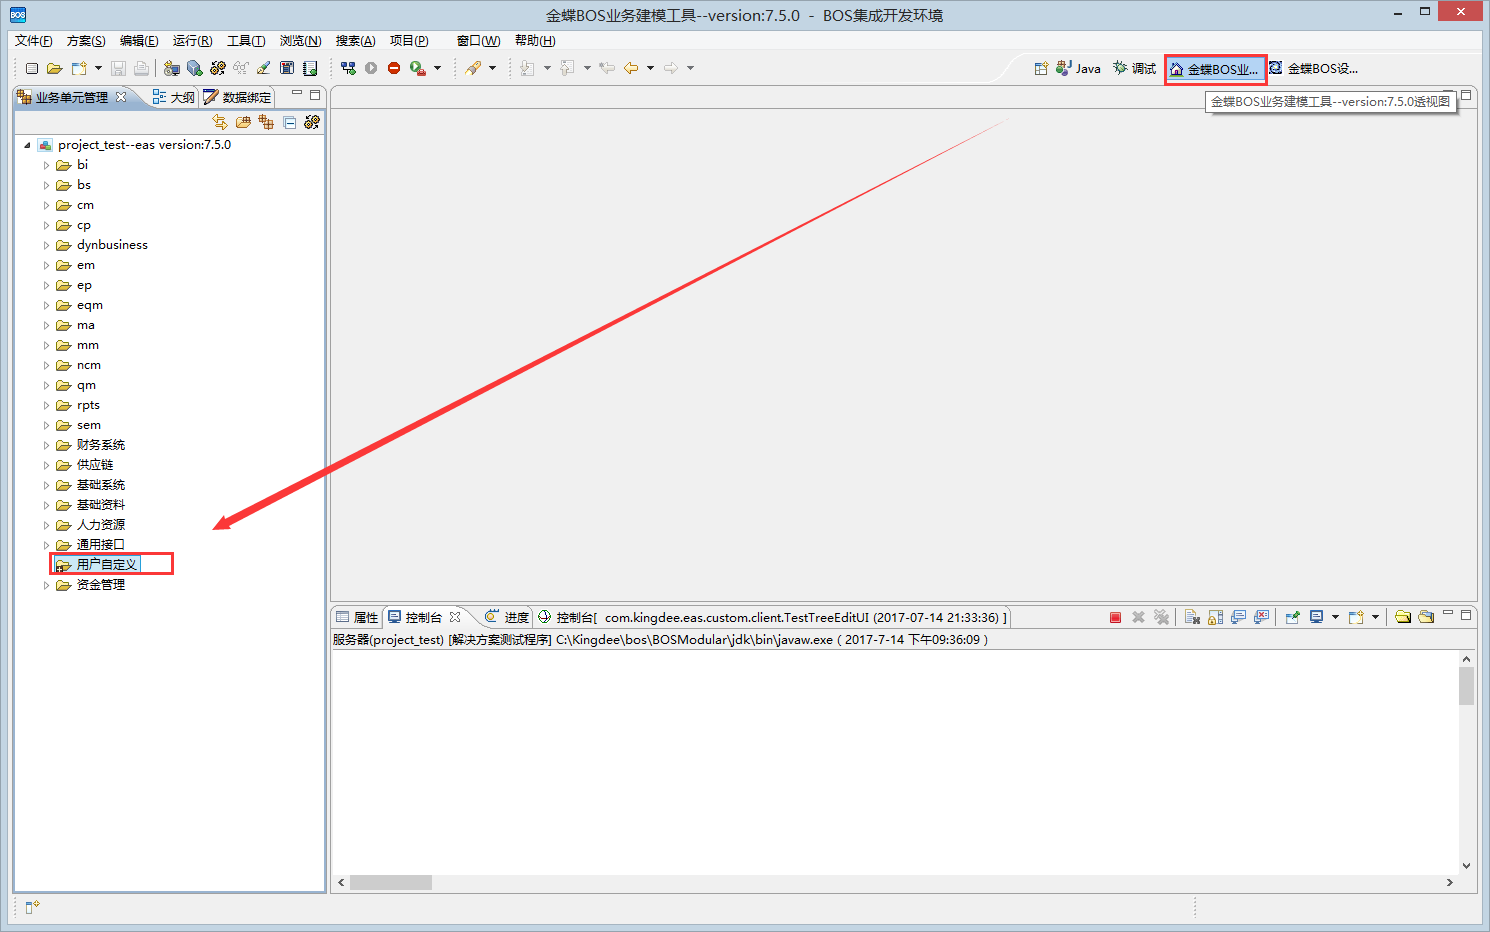 BOS
金蝶BOS业务建模工具--version:7.5.0 - BOS集成开发环境
文件(F) 方案(S) 编辑(E) 运行(R) 工具(T) 浏览(N) 搜索(A) 项目(P) 窗口(W) 帮助(H)
Java 调试 金蝶BOS业... 金蝶BOS设...
业务单元管理 大纲 数据绑定
金蝶BOS业务建模工具--version:7.5.0透视图
project_test--eas version:7.5.0
bi
bs
cm
cp
dynbusiness
em
ep
eqm
ma
mm
ncm
qm
rpts
sem
财务系统
供应链
基础系统
基础资料
人力资源
通用接口
用户自定义
资金管理
属性 控制台 进度 控制台[ com.kingdee.eas.custom.client.TestTreeEditUI (2017-07-14 21:33:36) ]
服务器(project_test) [解决方案测试程序] C:\Kingdee\bos\BOSModular\jdk\bin\javaw.exe ( 2017-7-14 下午09:36:09 )